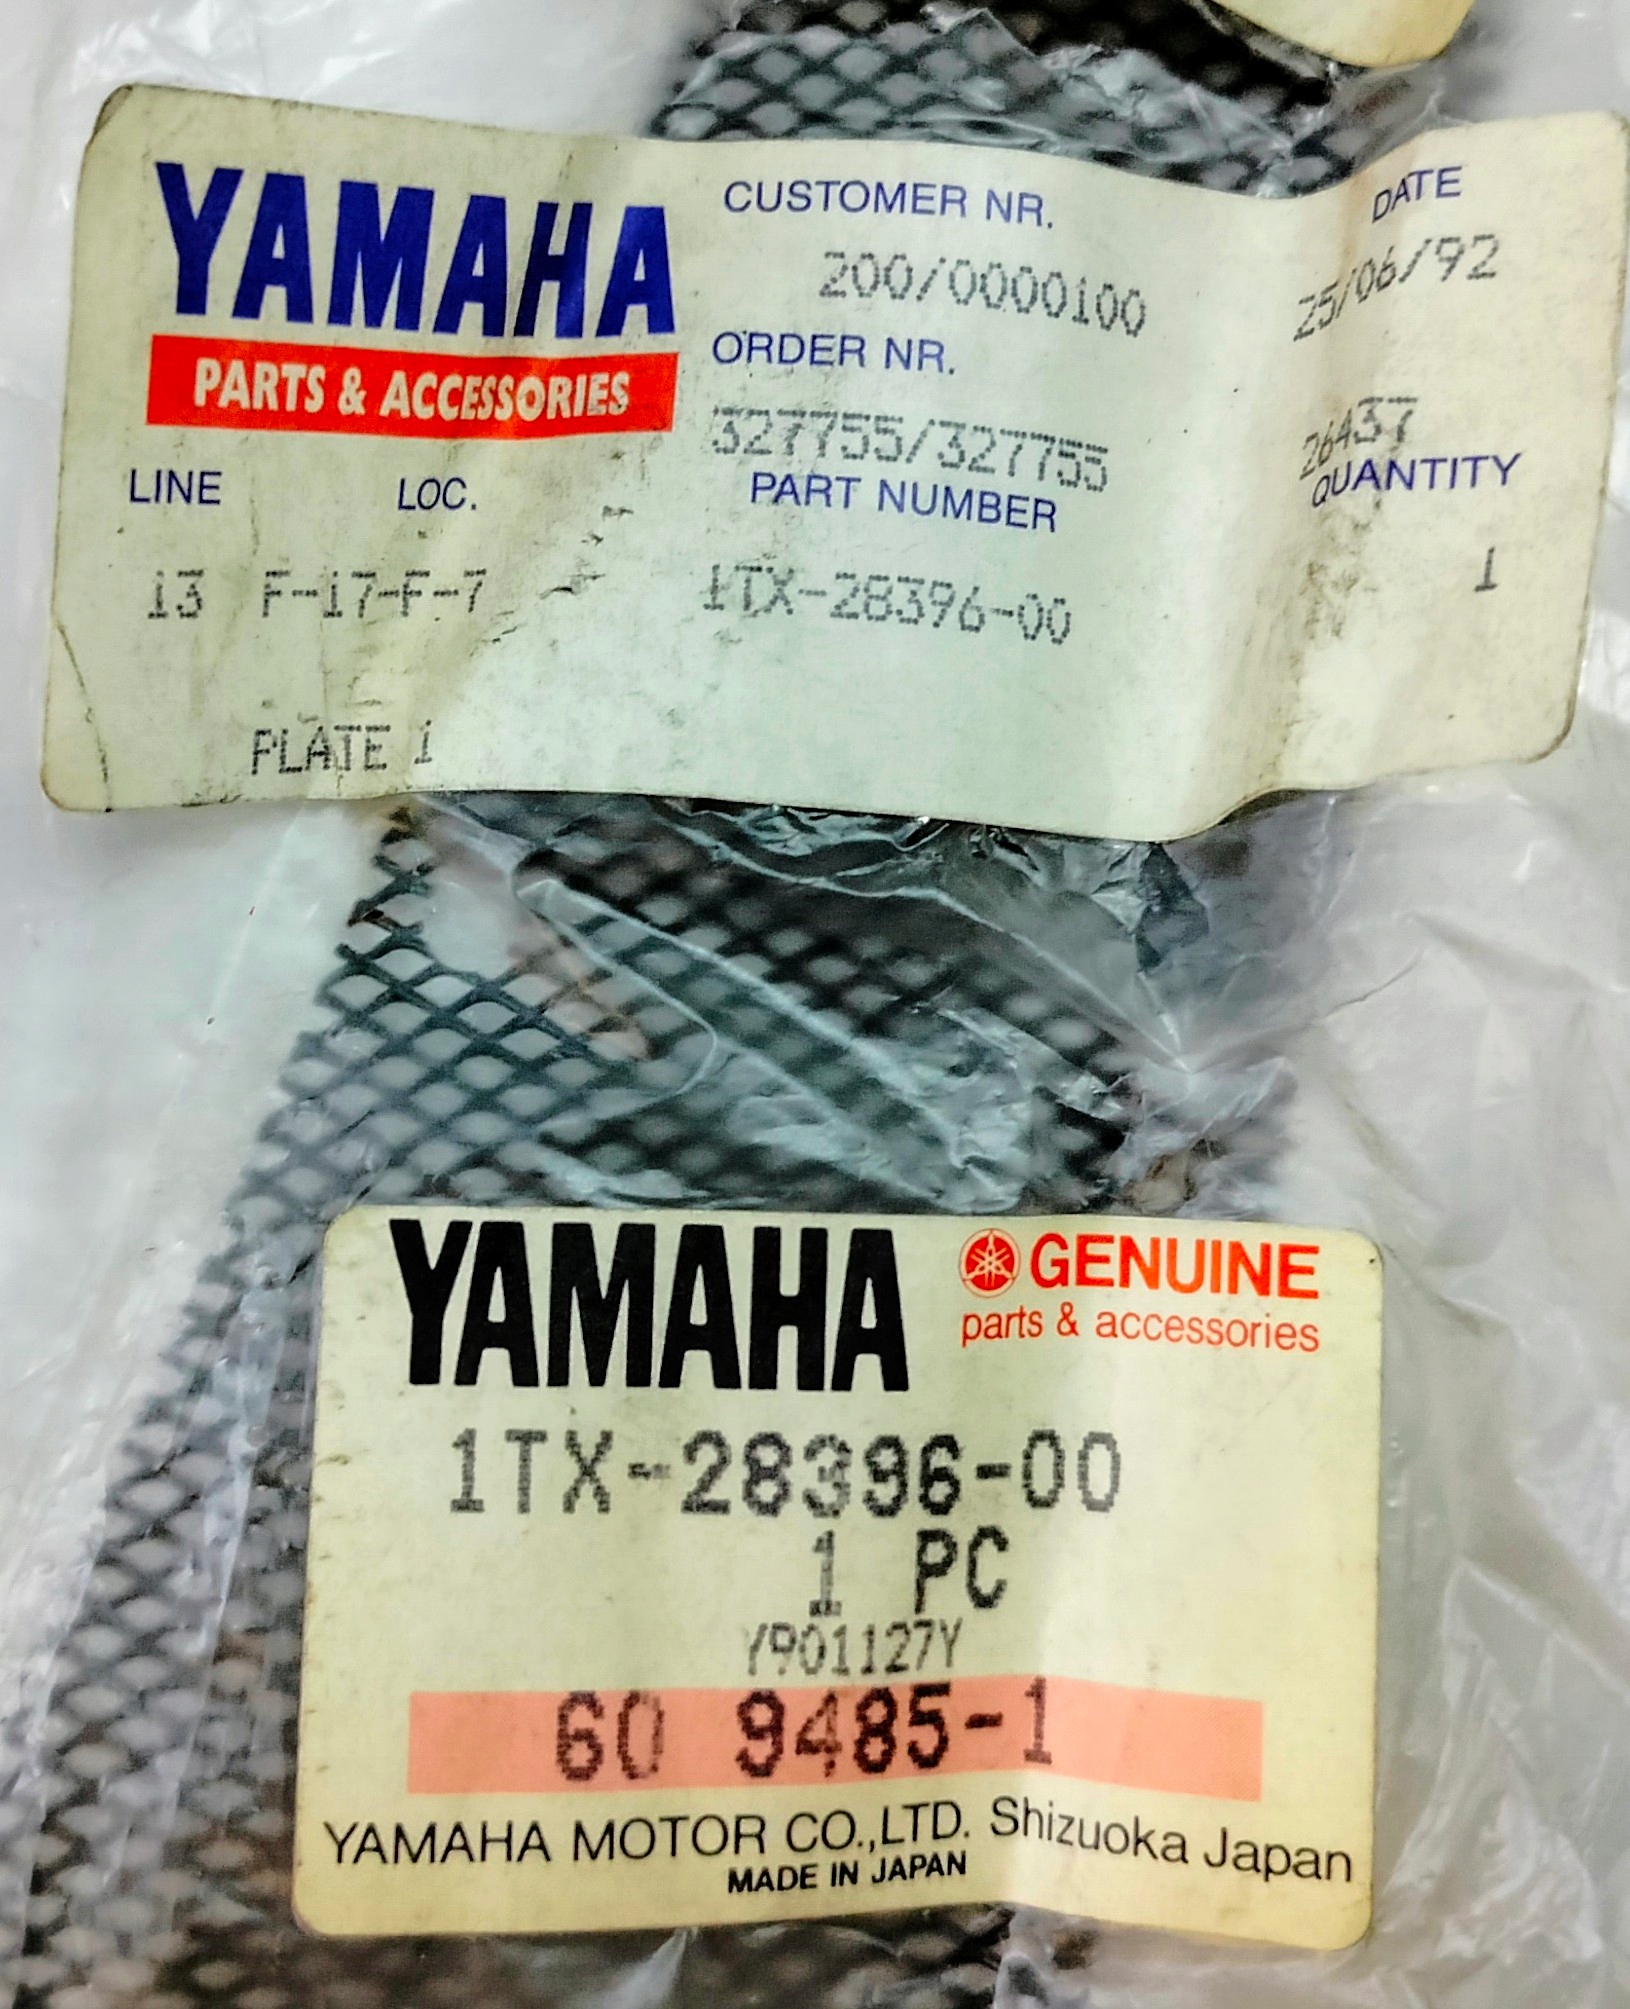 YAMAHA
PARTS & ACCESSORIES
CUSTOMER NR.
DATE
200/0000100
25/06/92
ORDER NR.
327755/327755
26437
LINE
LOC.
PART NUMBER
QUANTITY
13 F-17-F-7
1TX-28396-00
1
PLATE 1
YAMAHA
GENUINE
parts & accessories
1TX-28396-00
1 PC
Y901127Y
60 9485-1
YAMAHA MOTOR CO.,LTD. Shizuoka Japan
MADE IN JAPAN